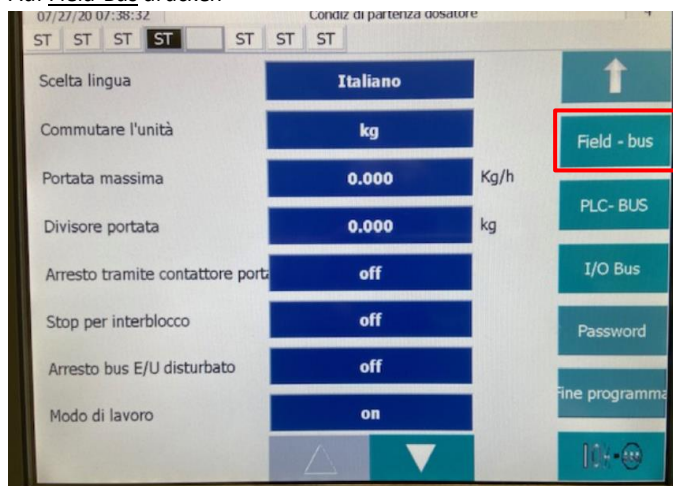 07/27/20 07:38:32 Condiz di partenza dosatore 4
ST ST ST ST ST ST ST
Scelta lingua Italiano
Commutare l'unità kg Field - bus
Portata massima 0.000 Kg/h
PLC- BUS
Divisore portata 0.000 kg
Arresto tramite contattore porta off I/O Bus
Stop per interblocco off Password
Arresto bus E/U disturbato off
Fine programma
Modo di lavoro on